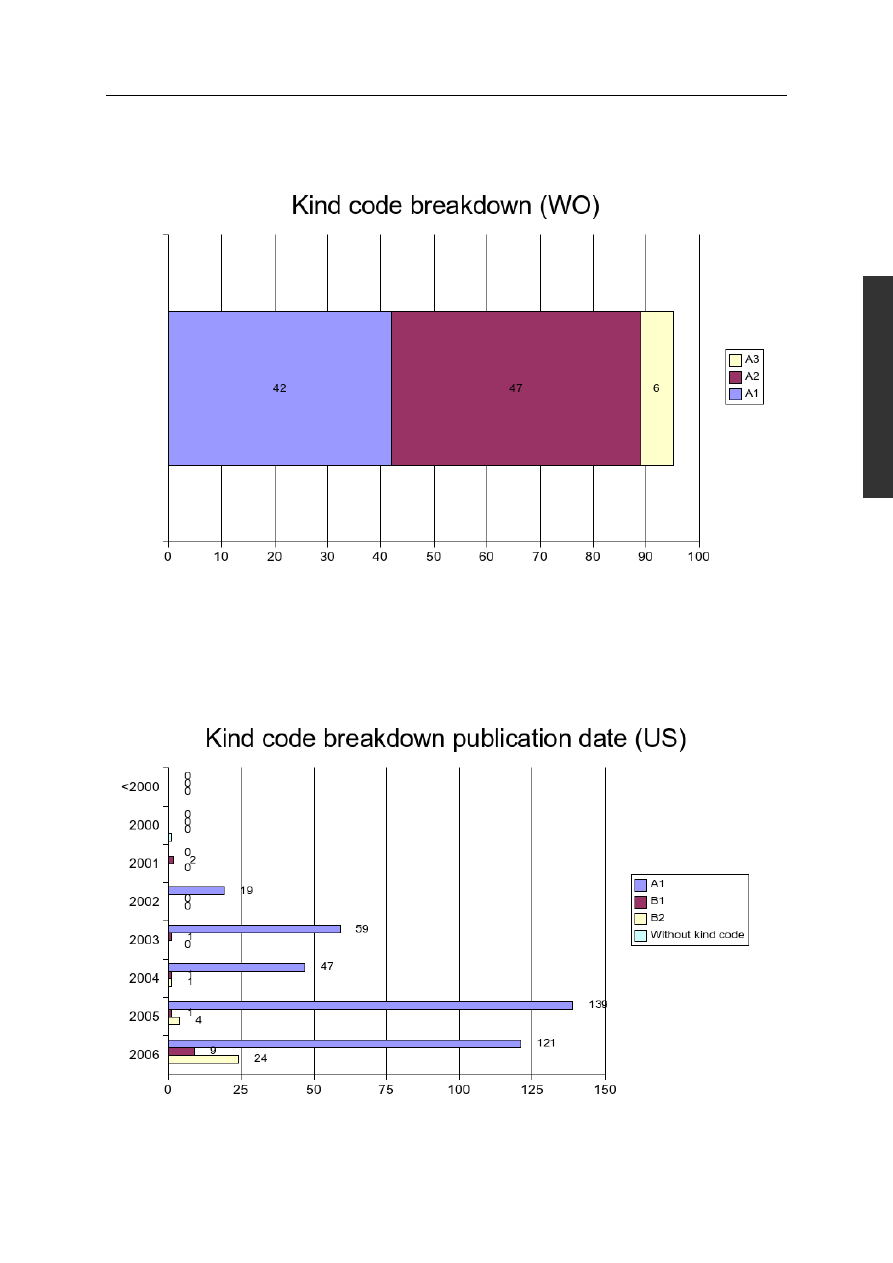 Kind code breakdown (WO)
42 47 6
A3
A2
A1
0 10 20 30 40 50 60 70 80 90 100
Kind code breakdown publication date (US)
<2000 0
0
0
2000 0
0
0
2001 0
2
0
2002 19
0
0
2003 59
1
0
2004 47
1
1
2005 139
1
4
2006 121
9
24
A1
B1
B2
Without kind code
0 25 50 75 100 125 150